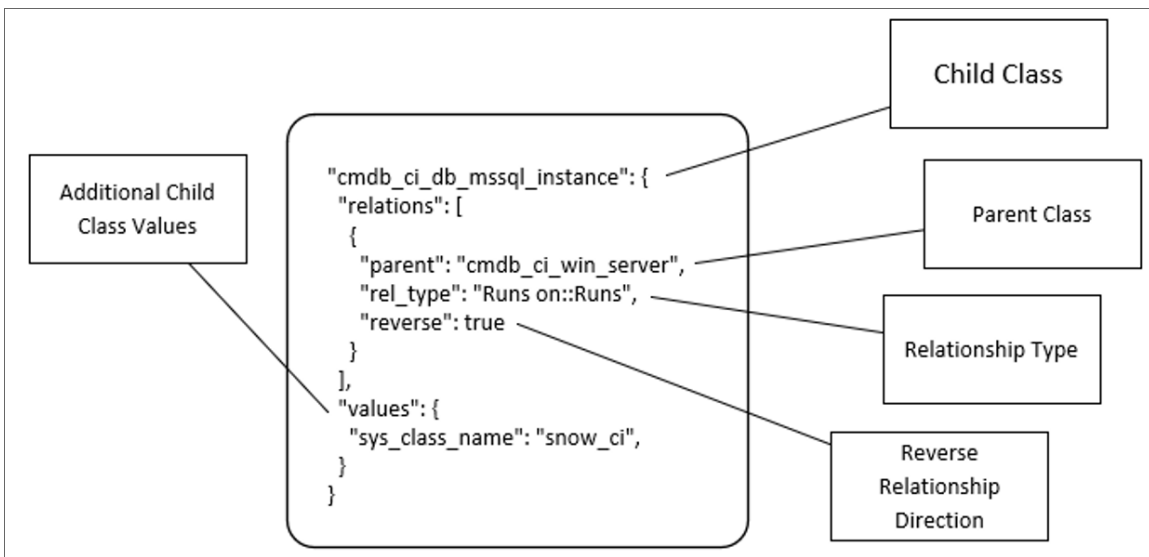 Child Class
Additional Child
Class Values
"cmdb_ci_db_mssql_instance": {
"relations": [
{
"parent": "cmdb_ci_win_server",
"rel_type": "Runs on::Runs",
"reverse": true
}
],
"values": {
"sys_class_name": "snow_ci",
}
}
Parent Class
Relationship Type
Reverse
Relationship
Direction